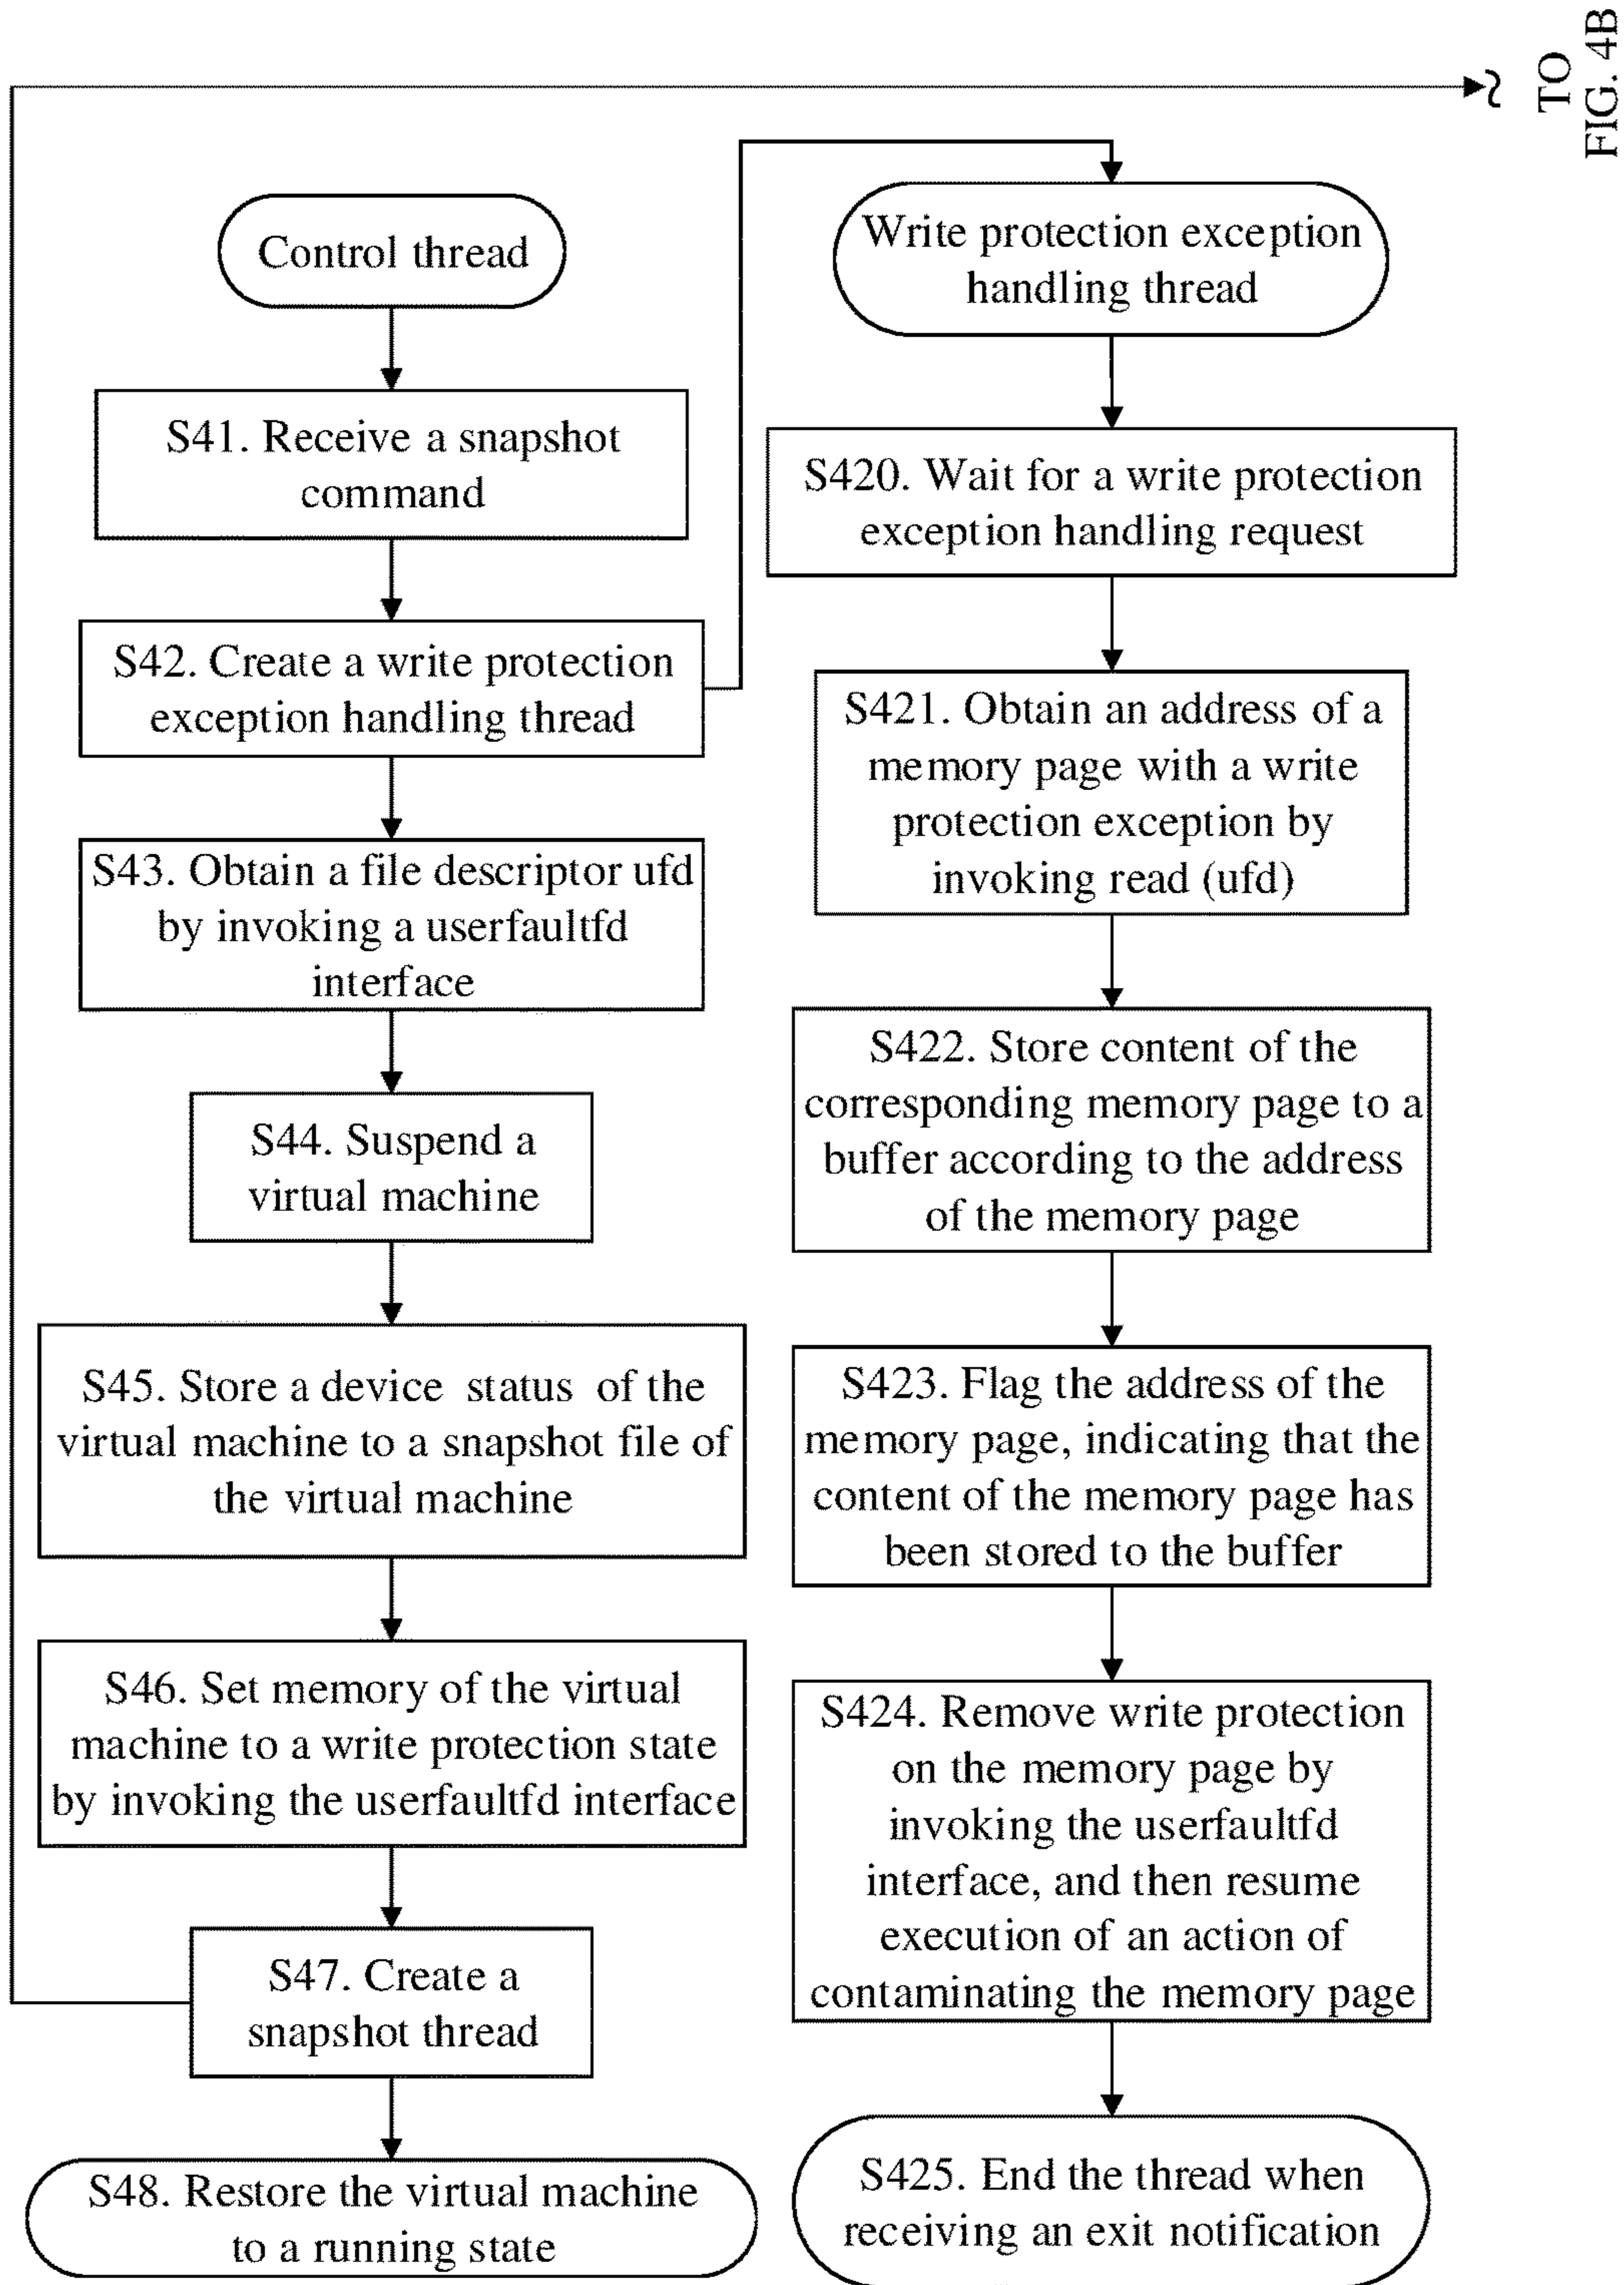 TO
FIG. 4B
Control thread
S41. Receive a snapshot
command
S42. Create a write protection
exception handling thread
S43. Obtain a file descriptor ufd
by invoking a userfaultfd
interface
S44. Suspend a
virtual machine
S45. Store a device status of the
virtual machine to a snapshot file of
the virtual machine
S46. Set memory of the virtual
machine to a write protection state
by invoking the userfaultfd interface
S47. Create a
snapshot thread
S48. Restore the virtual machine
to a running state
Write protection exception
handling thread
S420. Wait for a write protection
exception handling request
S421. Obtain an address of a
memory page with a write
protection exception by
invoking read (ufd)
S422. Store content of the
corresponding memory page to a
buffer according to the address
of the memory page
S423. Flag the address of the
memory page, indicating that the
content of the memory page has
been stored to the buffer
S424. Remove write protection
on the memory page by
invoking the userfaultfd
interface, and then resume
execution of an action of
contaminating the memory page
S425. End the thread when
receiving an exit notification